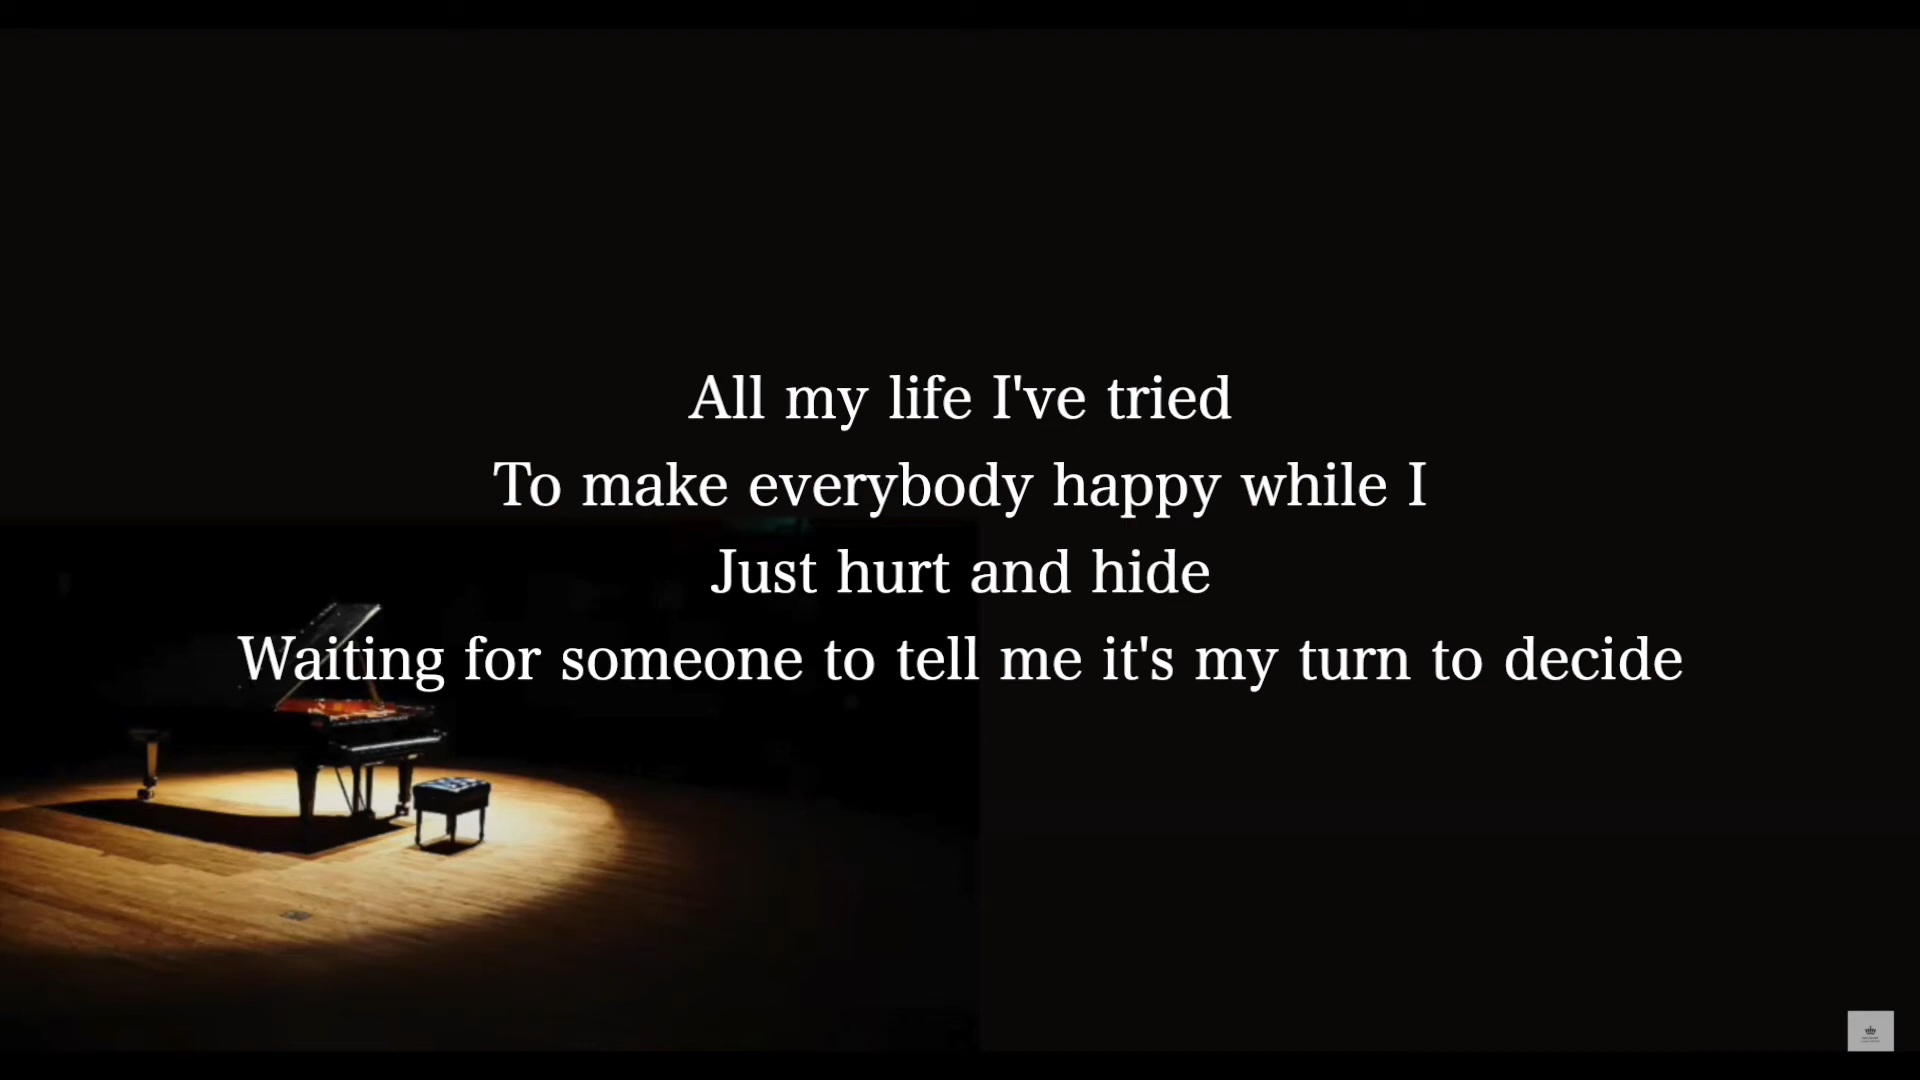 All my life I've tried
To make everybody happy while I
Just hurt and hide
Waiting for someone to tell me it's my turn to decide